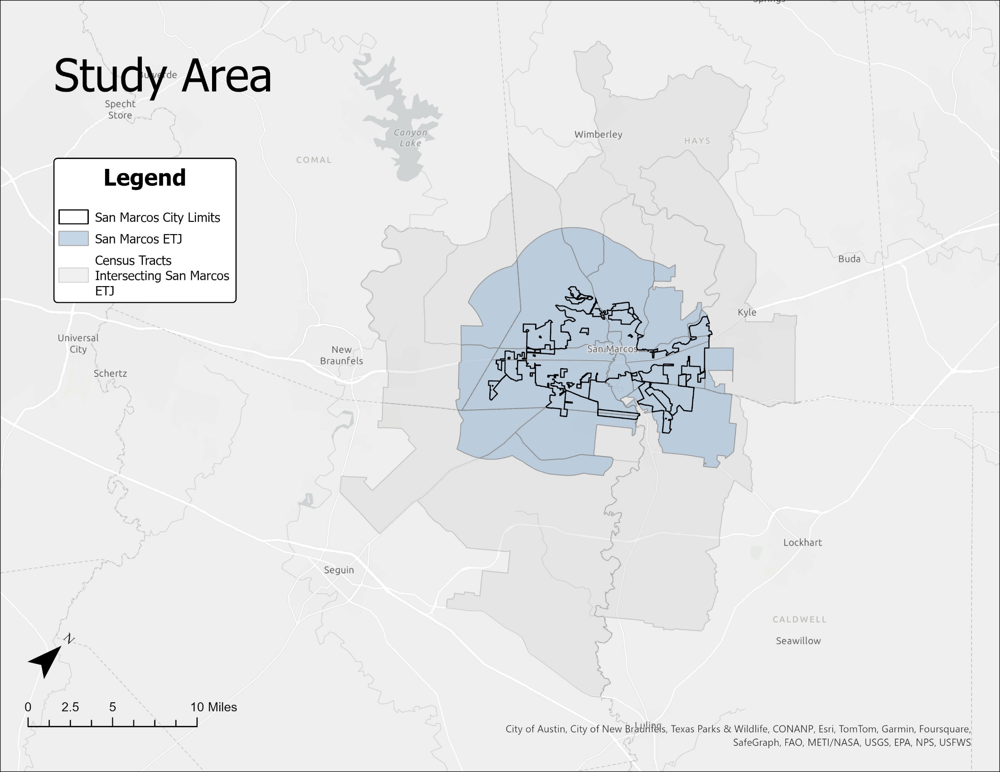 Springs
Study Area
Bulverde
Specht
Store
Canyon
Lake
Wimberley
HAYS
COMAL
Legend
San Marcos City Limits
San Marcos ETJ
Census Tracts
Intersecting San Marcos
ETJ
Buda
Kyle
Universal
City
New
Braunfels
San Marcos
Schertz
Lockhart
Seguin
CALDWELL
Seawillow
N
0 2.5 5 10 Miles
Luling
City of Austin, City of New Braunfels, Texas Parks & Wildlife, CONANP, Esri, TomTom, Garmin, Foursquare,
SafeGraph, FAO, METI/NASA, USGS, EPA, NPS, USFWS